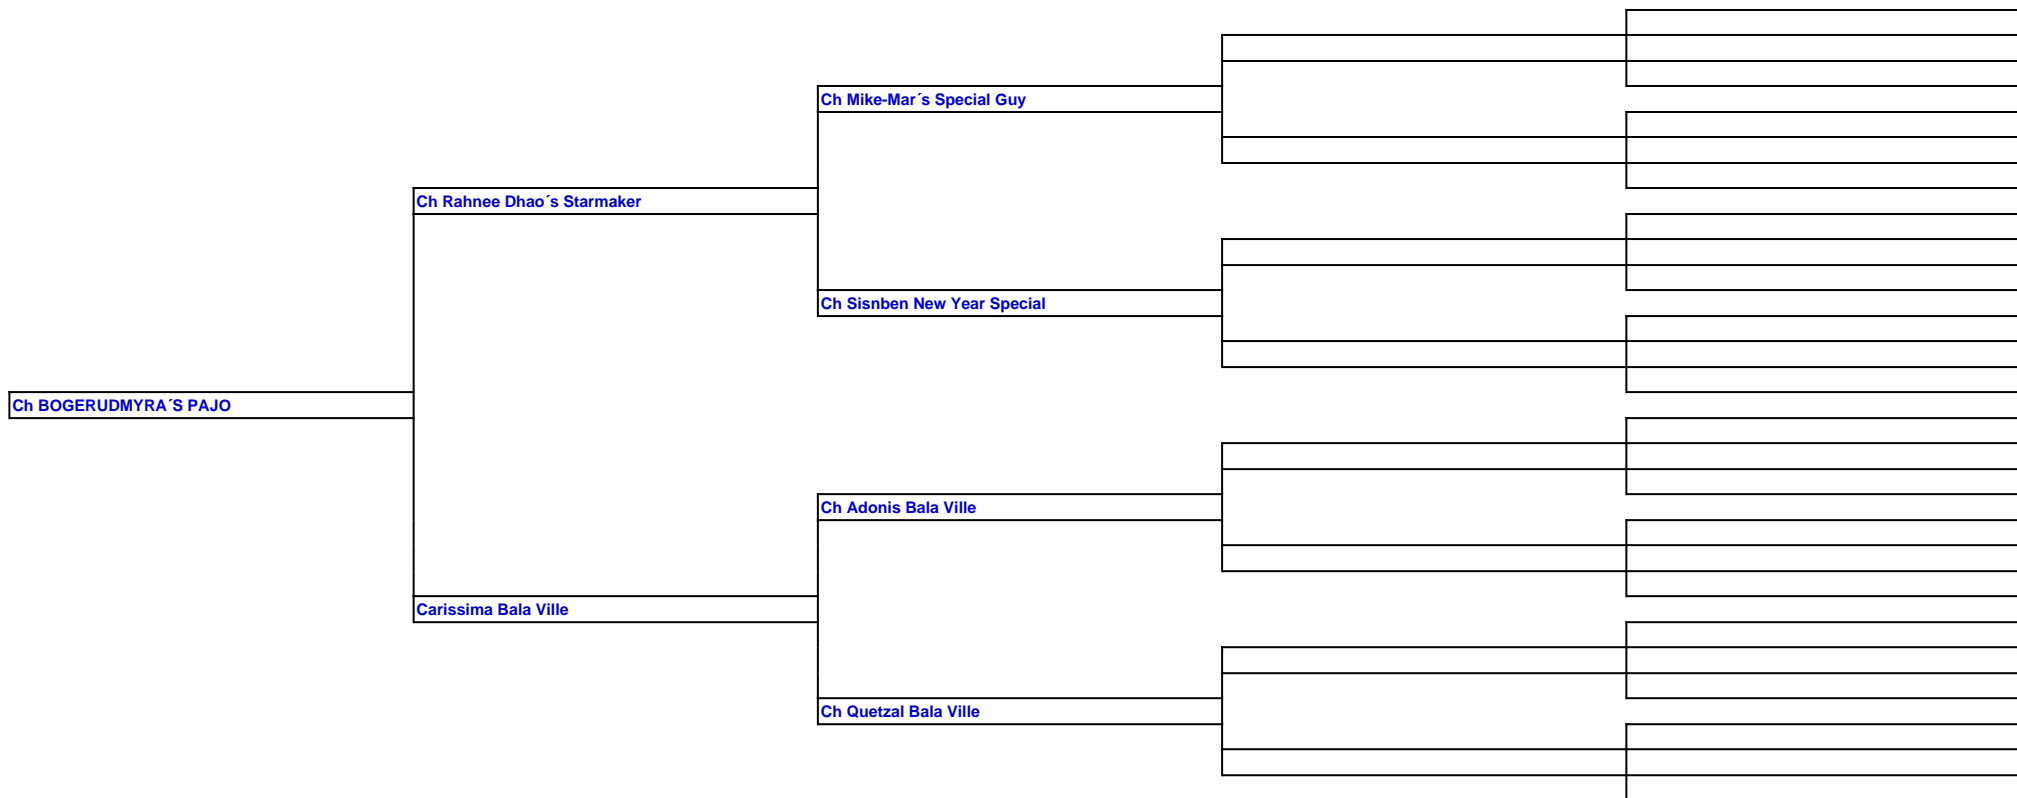 Ch Mike-Mar´s Special Guy
Ch Rahnee Dhao´s Starmaker
Ch Sisnben New Year Special
Ch BOGERUDMYRA´S PAJO
Ch Adonis Bala Ville
Carissima Bala Ville
Ch Quetzal Bala Ville